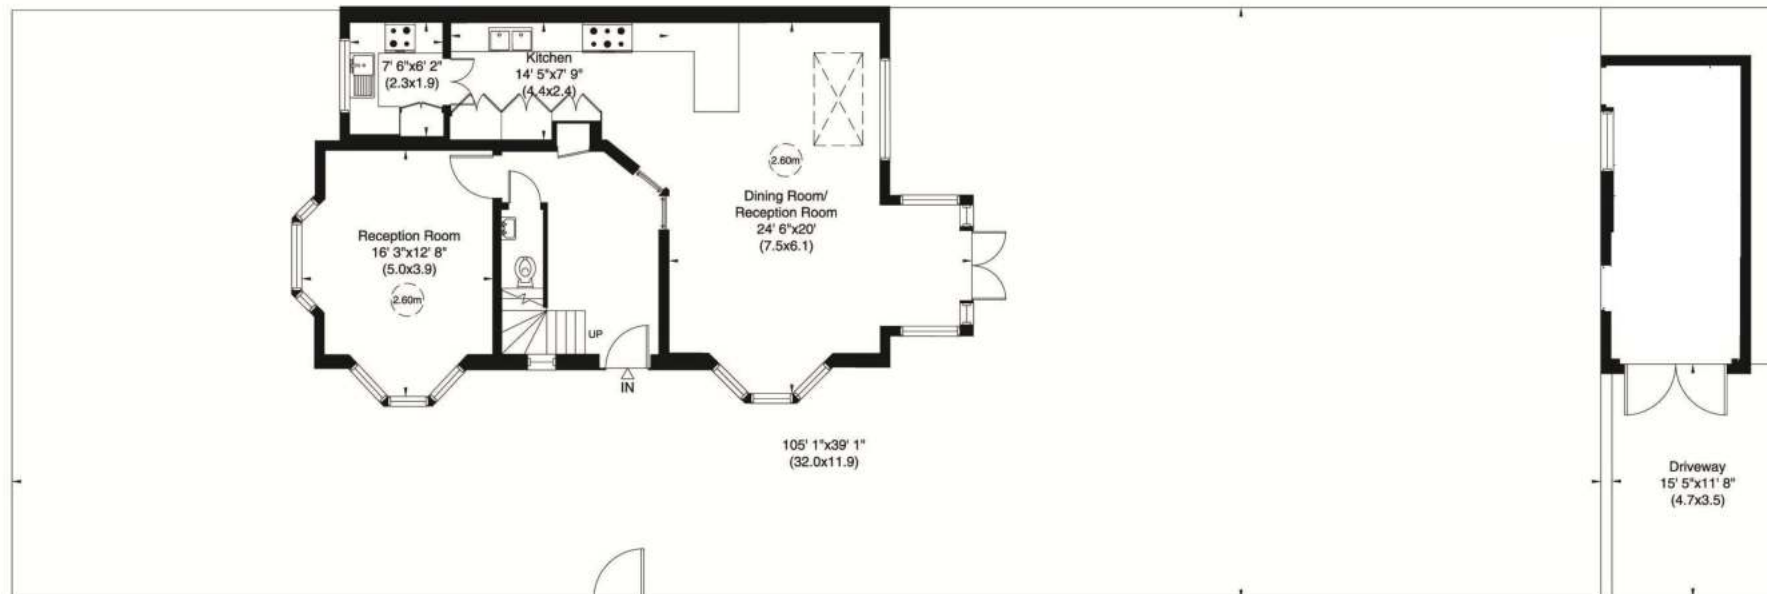 7' 6"x6' 2"
(2.3x1.9)
Kitchen
14' 5"x7' 9"
(4.4x2.4)
2.60m
Dining Room/
Reception Room
24' 6"x20'
(7.5x6.1)
Reception Room
16' 3"x12' 8"
(5.0x3.9)
2.60m
UP
IN
105' 1"x39' 1"
(32.0x11.9)
Driveway
15' 5"x11' 8"
(4.7x3.5)